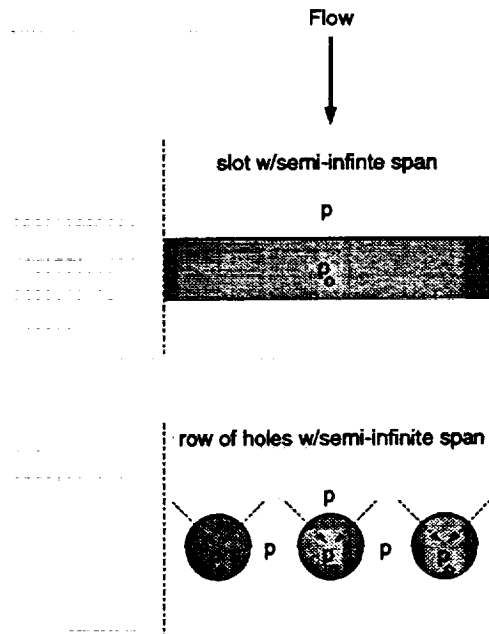 Flow
slot w/semi-infinte span
p
p
o
row of holes w/semi-infinite span
p
p p p p